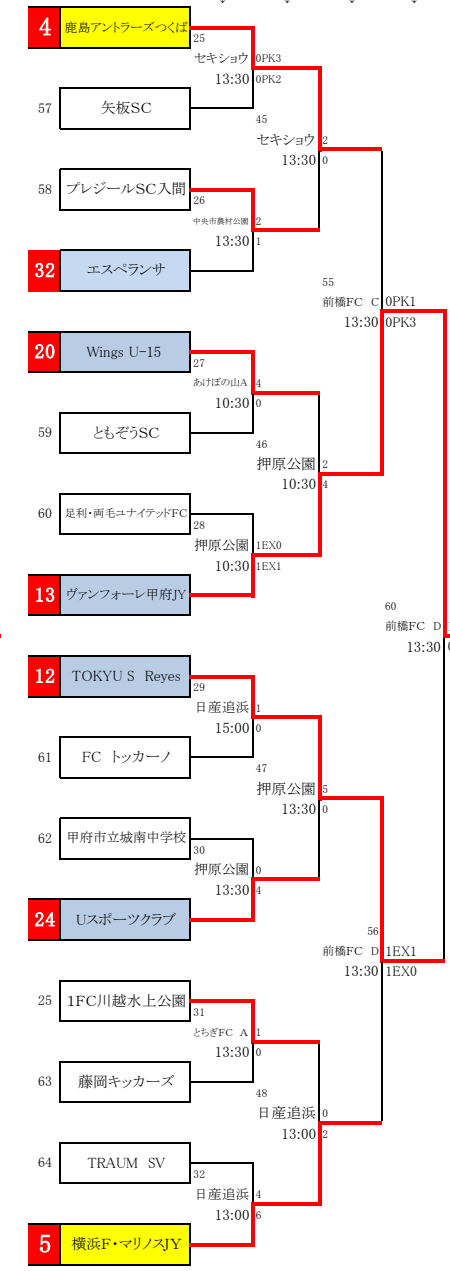 4 鹿島アントラーズつくば
25
セキショウ 0PK3
13:30 0PK2
57 矢板SC
45
セキショウ 2
13:30 0
58 プレジールSC入間
26
中央市農村公園 2
13:30 1
32 エスペランサ
55
前橋FC C 0PK1
13:30 0PK3
20 Wings U-15
27
あけぼの山A 4
10:30 0
59 ともぞうSC
46
押原公園 2
10:30 4
60 足利・両毛ユナイテッドFC
28
押原公園 1EX0
10:30 1EX1
13 ヴァンフォーレ甲府JY
60
前橋FC D
13:30
12 TOKYU S Reyes
29
日産追浜 1
15:00 0
61 FC トッカーノ
47
押原公園 5
13:30 0
62 甲府市立城南中学校
30
押原公園 0
13:30 4
24 Uスポーツクラブ
56
前橋FC D 1EX1
13:30 1EX0
25 1FC川越水上公園
31
とちぎFC A 1
13:30 0
63 藤岡キッカーズ
48
日産追浜 0
13:00 2
64 TRAUM SV
32
日産追浜 4
13:00 6
5 横浜F・マリノスJY